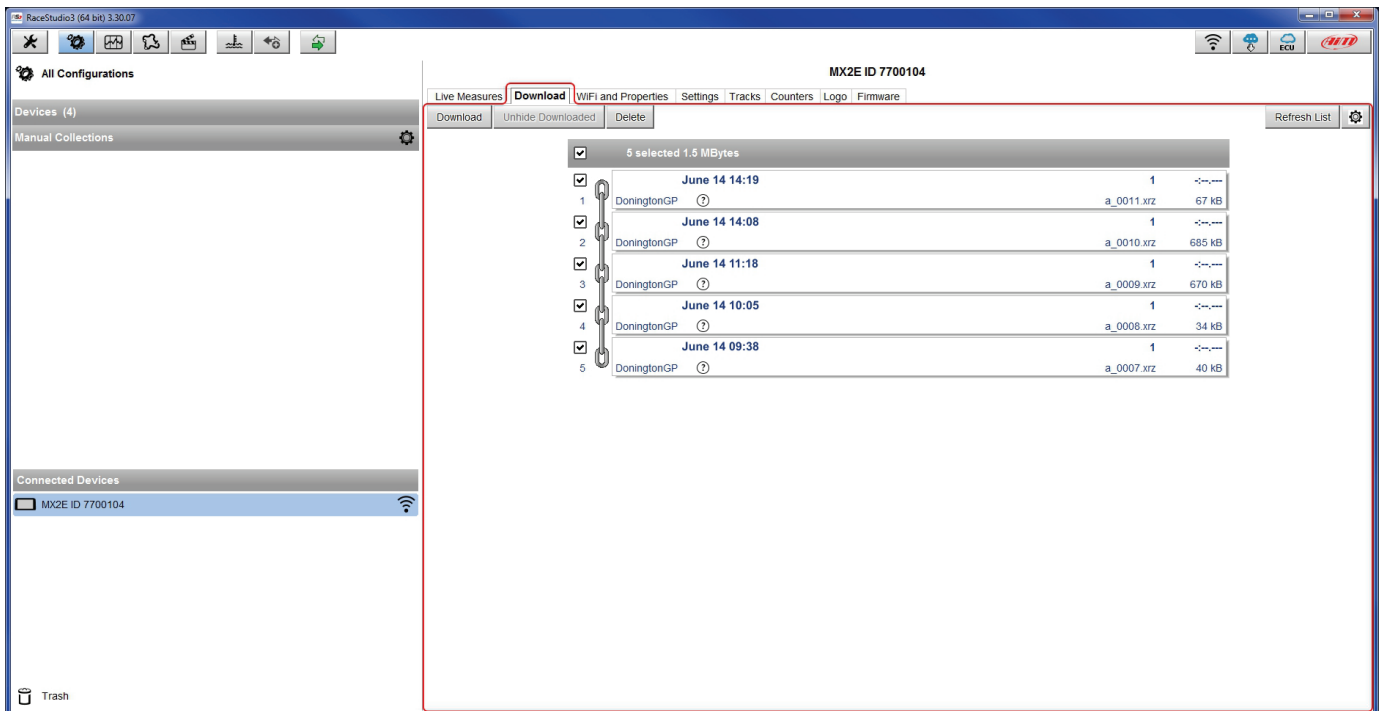 RaceStudio3 (64 bit) 3.30.07
ECU AiM
All Configurations
MX2E ID 7700104
Live Measures Download WiFi and Properties Settings Tracks Counters Logo Firmware
Devices (4)
Download Unhide Downloaded Delete Refresh List
Manual Collections
5 selected 1.5 MBytes
June 14 14:19 1 -:--.---
1 DoningtonGP ? a_0011.xrz 67 kB
June 14 14:08 1 -:--.---
2 DoningtonGP ? a_0010.xrz 685 kB
June 14 11:18 1 -:--.---
3 DoningtonGP ? a_0009.xrz 670 kB
June 14 10:05 1 -:--.---
4 DoningtonGP ? a_0008.xrz 34 kB
June 14 09:38 1 -:--.---
5 DoningtonGP ? a_0007.xrz 40 kB
Connected Devices
MX2E ID 7700104
Trash